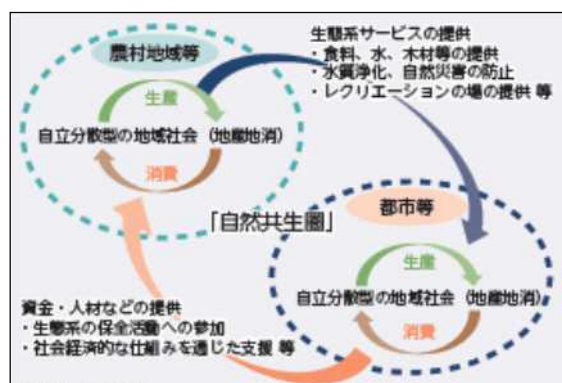 農村地域等
生産
自立分散型の地域社会（地産地消）
消費
生態系サービスの提供
・食料、水、木材等の提供
・水質浄化、自然災害の防止
・レクリエーションの場の提供 等
「自然共生圏」
都市等
生産
自立分散型の地域社会（地産地消）
消費
資金・人材などの提供
・生態系の保全活動への参加
・社会経済的な仕組みを通じた支援 等